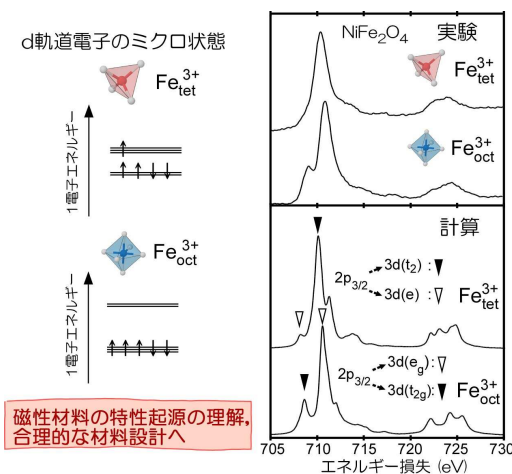 d軌道電子のミクロ状態
Fe3+tet
1電子エネルギー
Fe3+oct
1電子エネルギー
磁性材料の特性起源の理解,
合理的な材料設計へ
NiFe2O4 実験
Fe3+tet
Fe3+oct
計算
2p3/2
3d(t2) :▼
3d(e) :▽
Fe3+tet
2p3/2
3d(eg):▽
3d(t2g):▼
Fe3+oct
705 710 715 720 725 730
エネルギー損失 (eV)